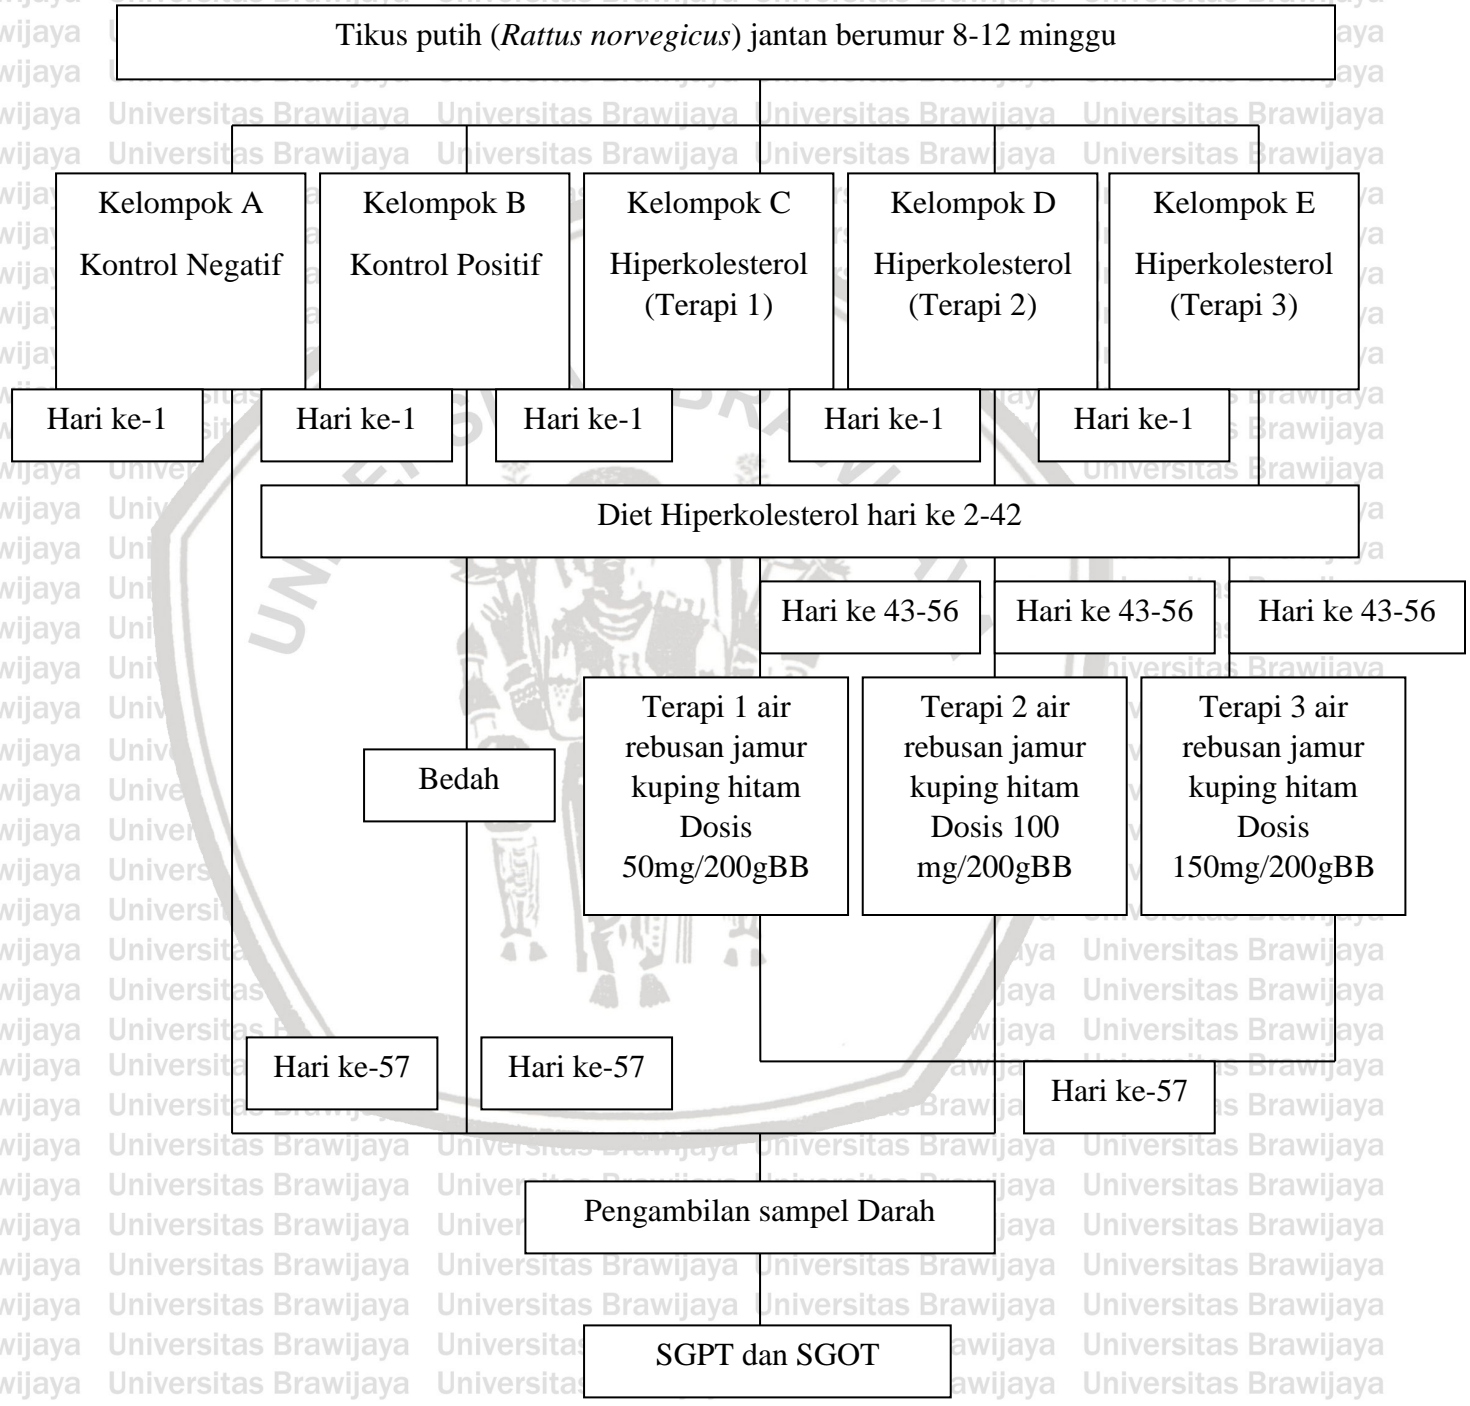 Tikus putih (Rattus norvegicus) jantan berumur 8-12 minggu
Kelompok A
Kontrol Negatif
Kelompok B
Kontrol Positif
Kelompok C
Hiperkolesterol
(Terapi 1)
Kelompok D
Hiperkolesterol
(Terapi 2)
Kelompok E
Hiperkolesterol
(Terapi 3)
Hari ke-1
Hari ke-1
Hari ke-1
Hari ke-1
Hari ke-1
Diet Hiperkolesterol hari ke 2-42
Hari ke 43-56
Hari ke 43-56
Hari ke 43-56
Terapi 1 air
rebusan jamur
kuping hitam
Dosis
50mg/200gBB
Terapi 2 air
rebusan jamur
kuping hitam
Dosis 100
mg/200gBB
Terapi 3 air
rebusan jamur
kuping hitam
Dosis
150mg/200gBB
Bedah
Hari ke-57
Hari ke-57
Hari ke-57
Pengambilan sampel Darah
SGPT dan SGOT